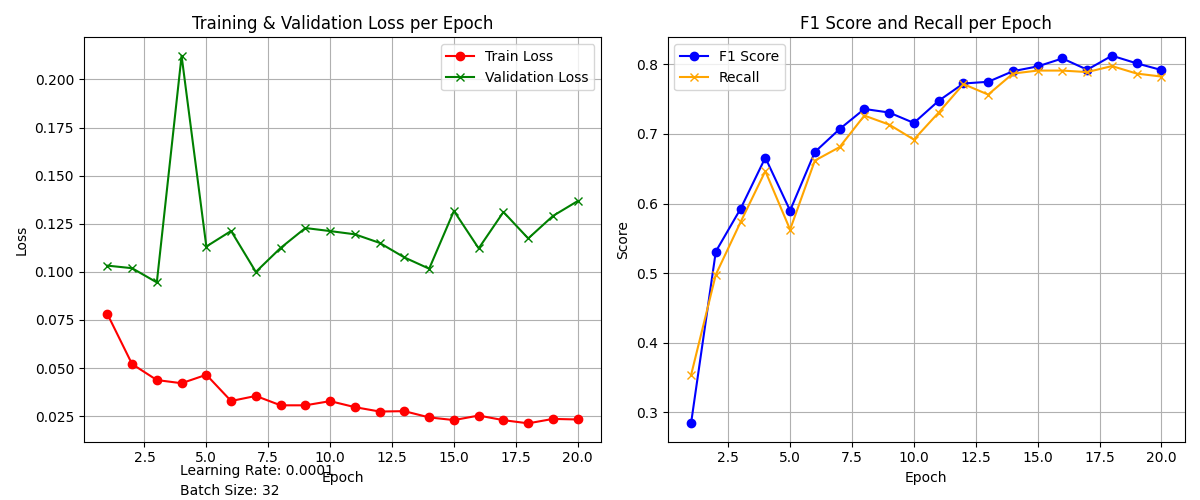 Training & Validation Loss per Epoch
Train Loss
Validation Loss
0.200
0.175
0.150
0.125
0.100
0.075
0.050
0.025
Loss
2.5 5.0 7.5 10.0 12.5 15.0 17.5 20.0
Epoch
Learning Rate: 0.0001
Batch Size: 32
F1 Score and Recall per Epoch
F1 Score
Recall
0.8
0.7
0.6
0.5
0.4
0.3
Score
2.5 5.0 7.5 10.0 12.5 15.0 17.5 20.0
Epoch